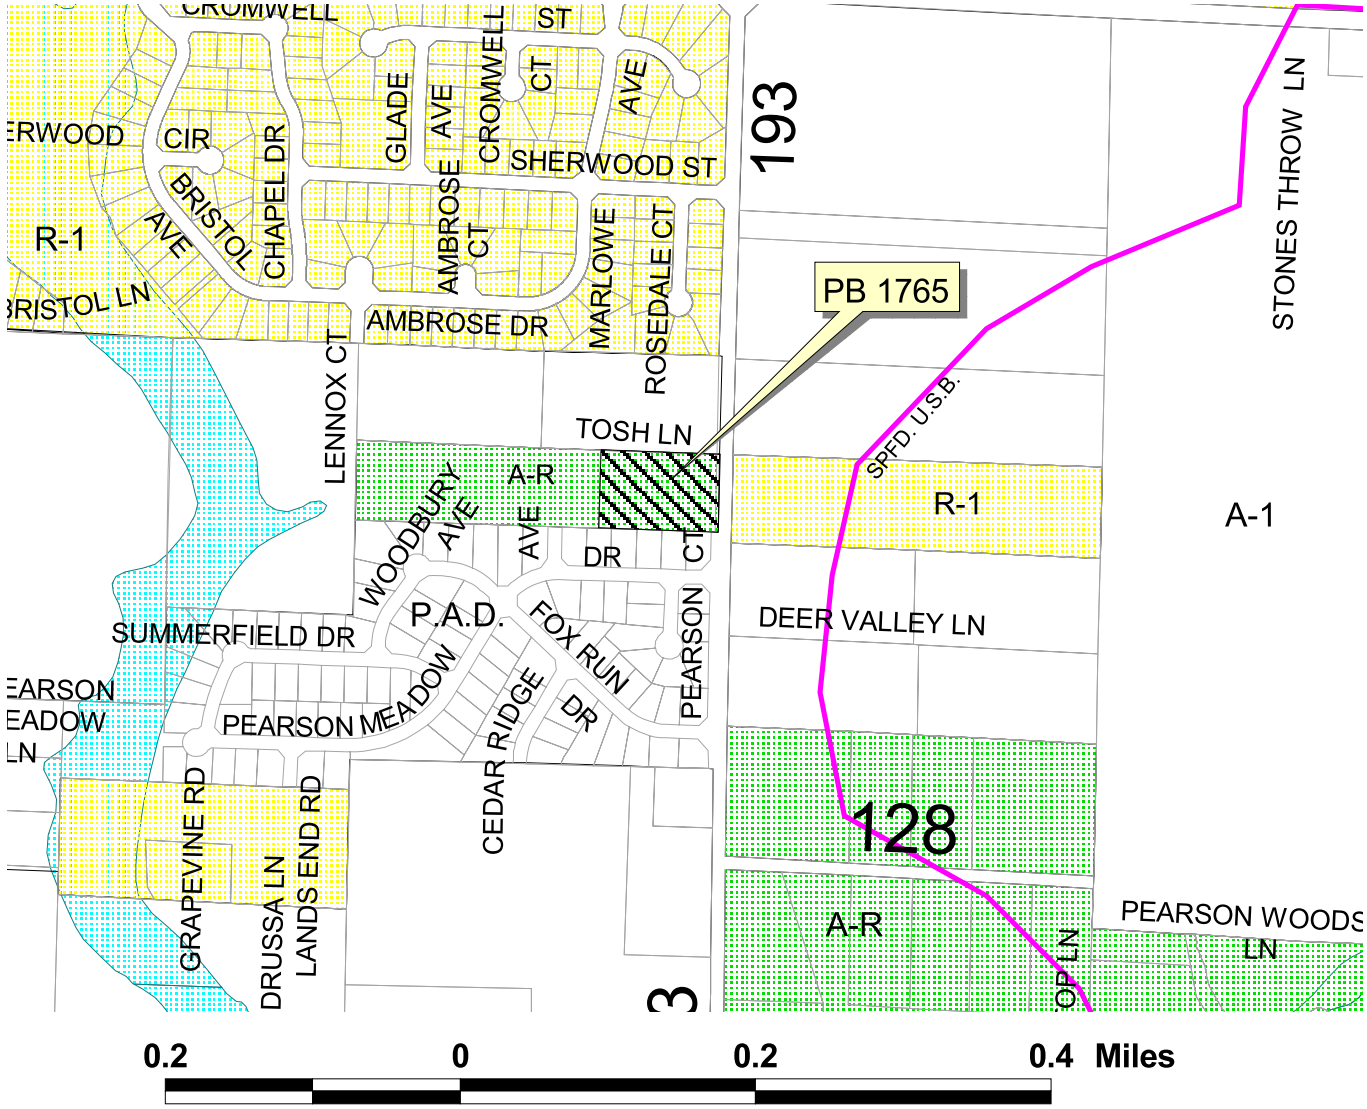 CROMWELL
ST
STONES THROW LN
193
GLADE
AVE
CROMWELL
CT
AVE
ERWOOD
CIR
CHAPEL DR
SHERWOOD ST
BRISTOL
AVE
AMBROSE
CT
MARLOWE
ROSEDALE CT
R-1
BRISTOL LN
AMBROSE DR
PB 1765
LENNOX CT
SPFD. U.S.B.
TOSH LN
A-R
R-1
A-1
WOODBURY
AVE
AVE
DR
CT
P.A.D.
FOX RUN
DR
PEARSON
DEER VALLEY LN
SUMMERFIELD DR
EARSON
EADOW
LN
PEARSON MEADOW
CEDAR RIDGE
GRAPEVINE RD
DRUSSA LN
LANDS END RD
128
A-R
PEARSON WOODS
LN
OP LN
3
0.2 0 0.2 0.4 Miles